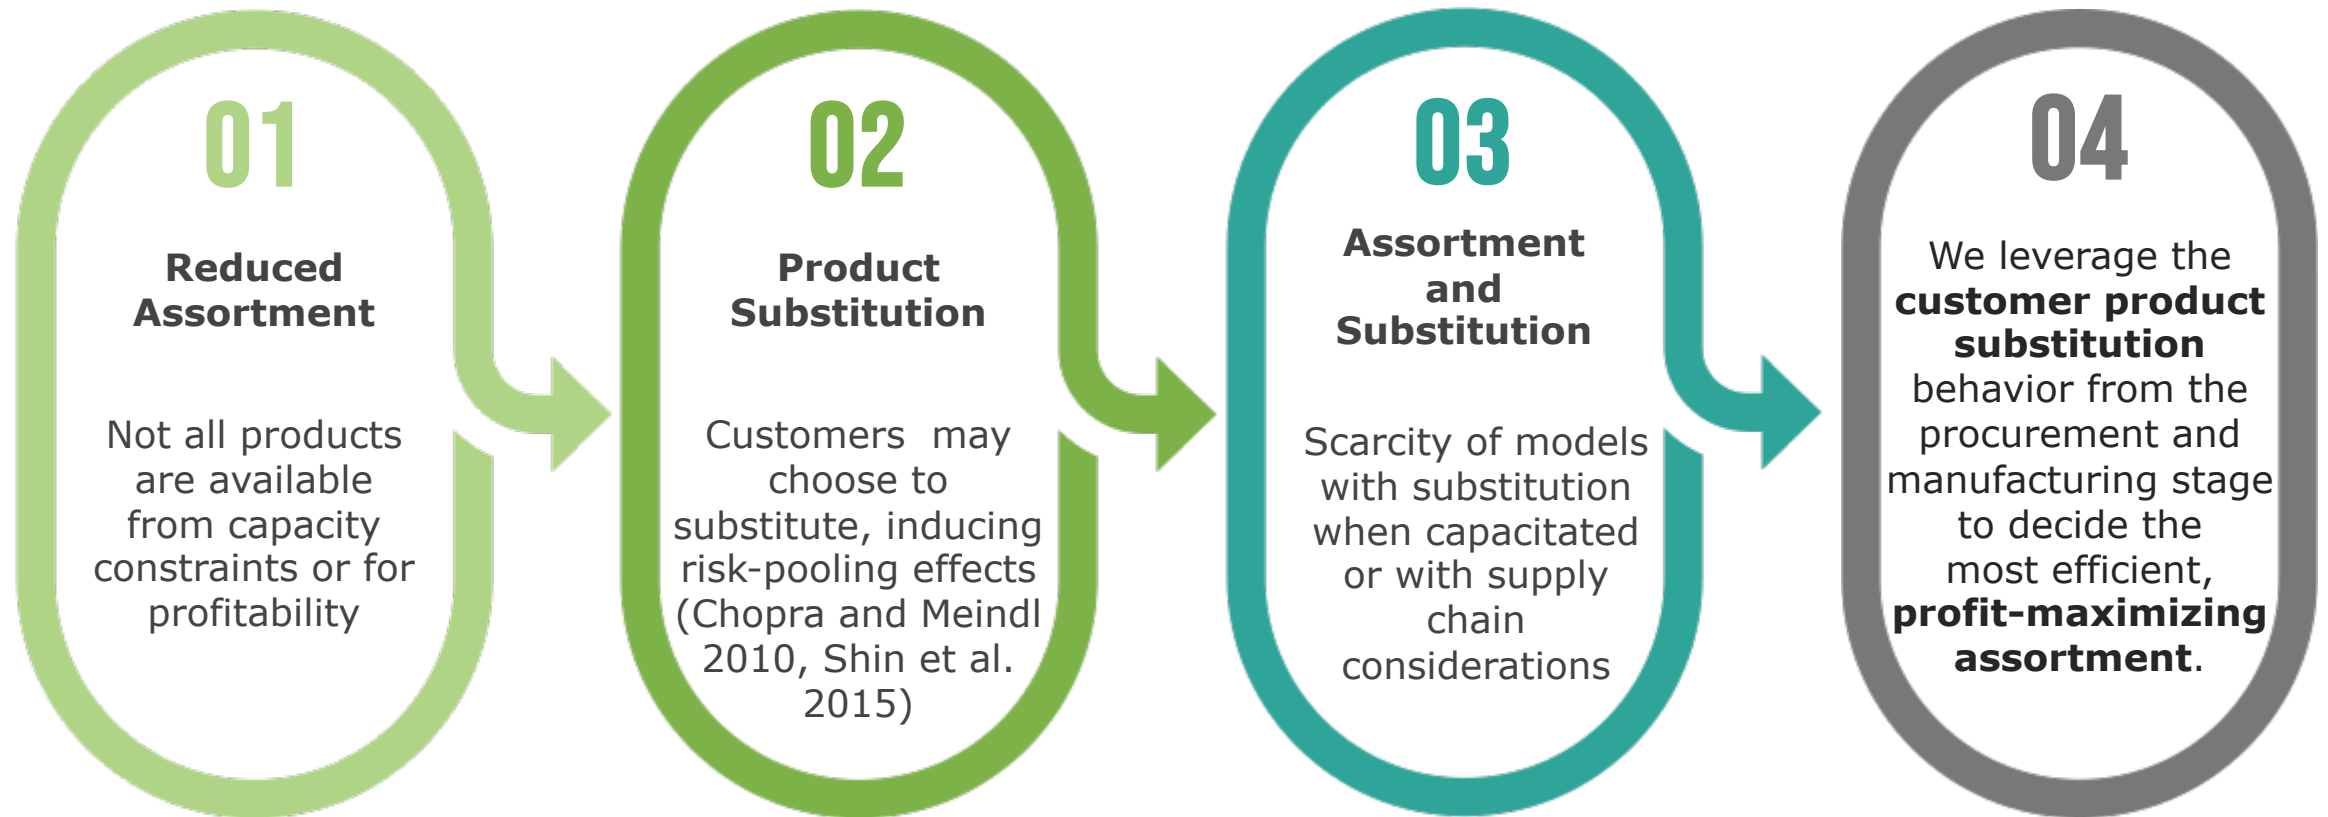 01
Reduced
Assortment
Not all products
are available
from capacity
constraints or for
profitability
02
Product
Substitution
Customers  may
choose to
substitute, inducing
risk-pooling effects
(Chopra and Meindl
2010, Shin et al.
2015)
03
Assortment
and
Substitution
Scarcity of models
with substitution
when capacitated
or with supply
chain
considerations
04
We leverage the
customer product
substitution
behavior from the
procurement and
manufacturing stage
to decide the
most efficient,
profit-maximizing
assortment.